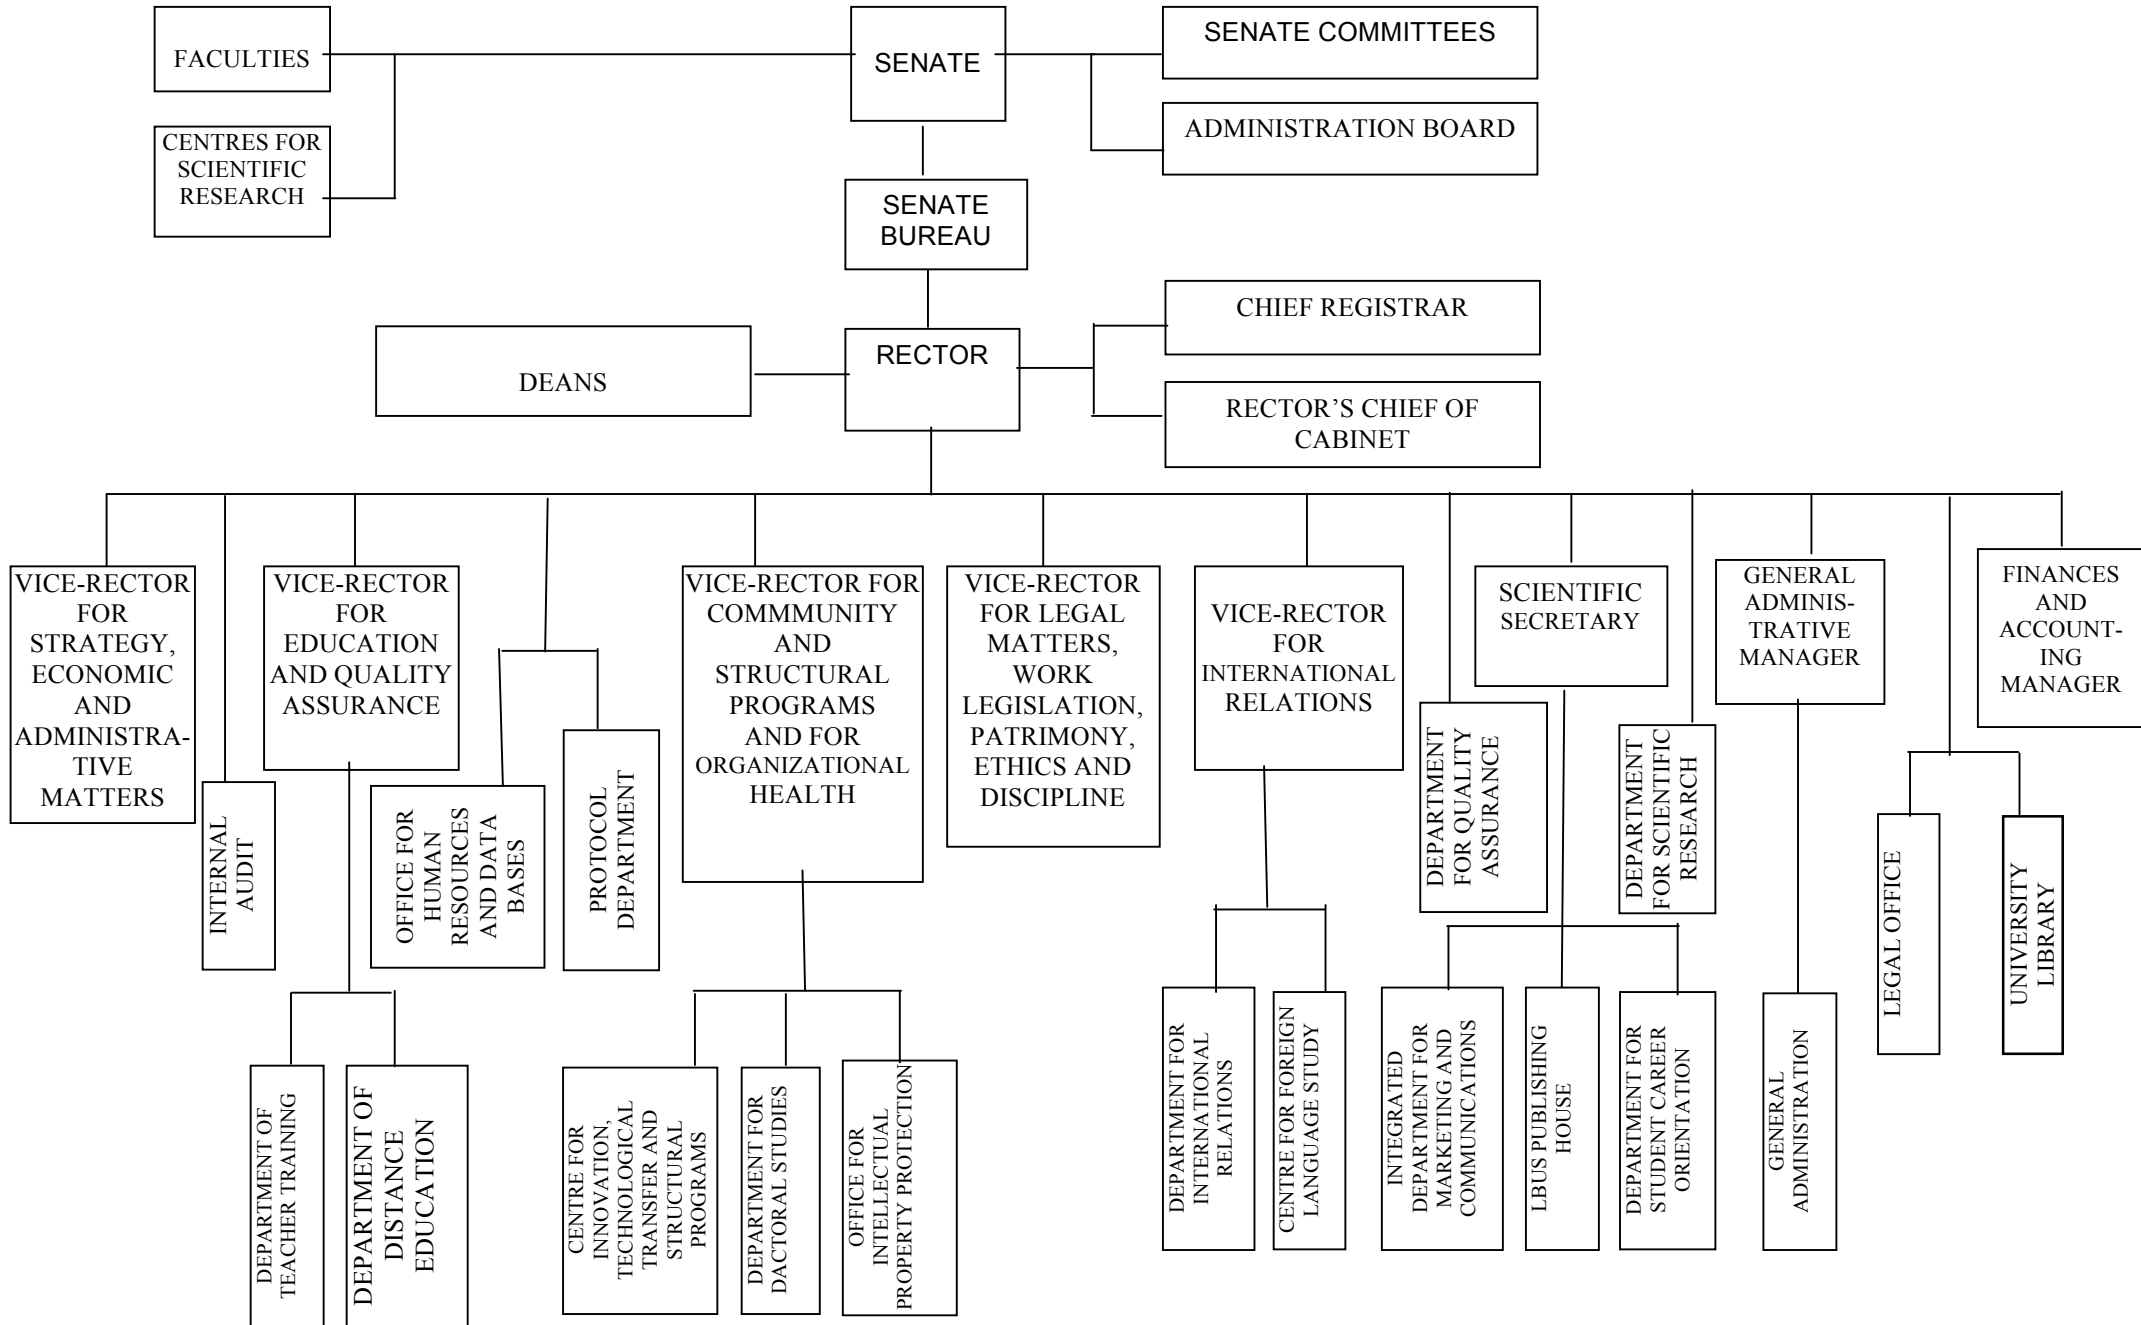 FACULTIES
SENATE
SENATE COMMITTEES
ADMINISTRATION BOARD
CENTRES FOR
SCIENTIFIC
RESEARCH
SENATE
BUREAU
CHIEF REGISTRAR
DEANS
RECTOR
RECTOR’S CHIEF OF
CABINET
VICE-RECTOR
FOR
STRATEGY,
ECONOMIC
AND
ADMINISTRA-
TIVE
MATTERS
INTERNAL
AUDIT
VICE-RECTOR
FOR
EDUCATION
AND QUALITY
ASSURANCE
OFFICE FOR
HUMAN
RESOURCES
AND DATA
BASES
PROTOCOL
DEPARTMENT
VICE-RECTOR FOR
COMMMUNITY
AND
STRUCTURAL
PROGRAMS
AND FOR
ORGANIZATIONAL
HEALTH
VICE-RECTOR
FOR LEGAL
MATTERS,
WORK
LEGISLATION,
PATRIMONY,
ETHICS AND
DISCIPLINE
VICE-RECTOR
FOR
INTERNATIONAL
RELATIONS
DEPARTMENT
FOR QUALITY
ASSURANCE
SCIENTIFIC
SECRETARY
DEPARTMENT
FOR SCIENTIFIC
RESEARCH
GENERAL
ADMINIS-
TRATIVE
MANAGER
LEGAL OFFICE
UNIVERSITY
LIBRARY
FINANCES
AND
ACCOUNT-
ING
MANAGER
DEPARTMENT OF
TEACHER TRAINING
DEPARTMENT OF
DISTANCE
EDUCATION
CENTRE FOR
INNOVATION,
TECHNOLOGICAL
TRANSFER AND
STRUCTURAL
PROGRAMS
DEPARTMENT FOR
DACTORAL STUDIES
OFFICE FOR
INTELLECTUAL
PROPERTY PROTECTION
DEPARTMENT FOR
INTERNATIONAL
RELATIONS
CENTRE FOR FOREIGN
LANGUAGE STUDY
INTEGRATED
DEPARTMENT FOR
MARKETING AND
COMMUNICATIONS
LBUS PUBLISHING
HOUSE
DEPARTMENT FOR
STUDENT CAREER
ORIENTATION
GENERAL
ADMINISTRATION